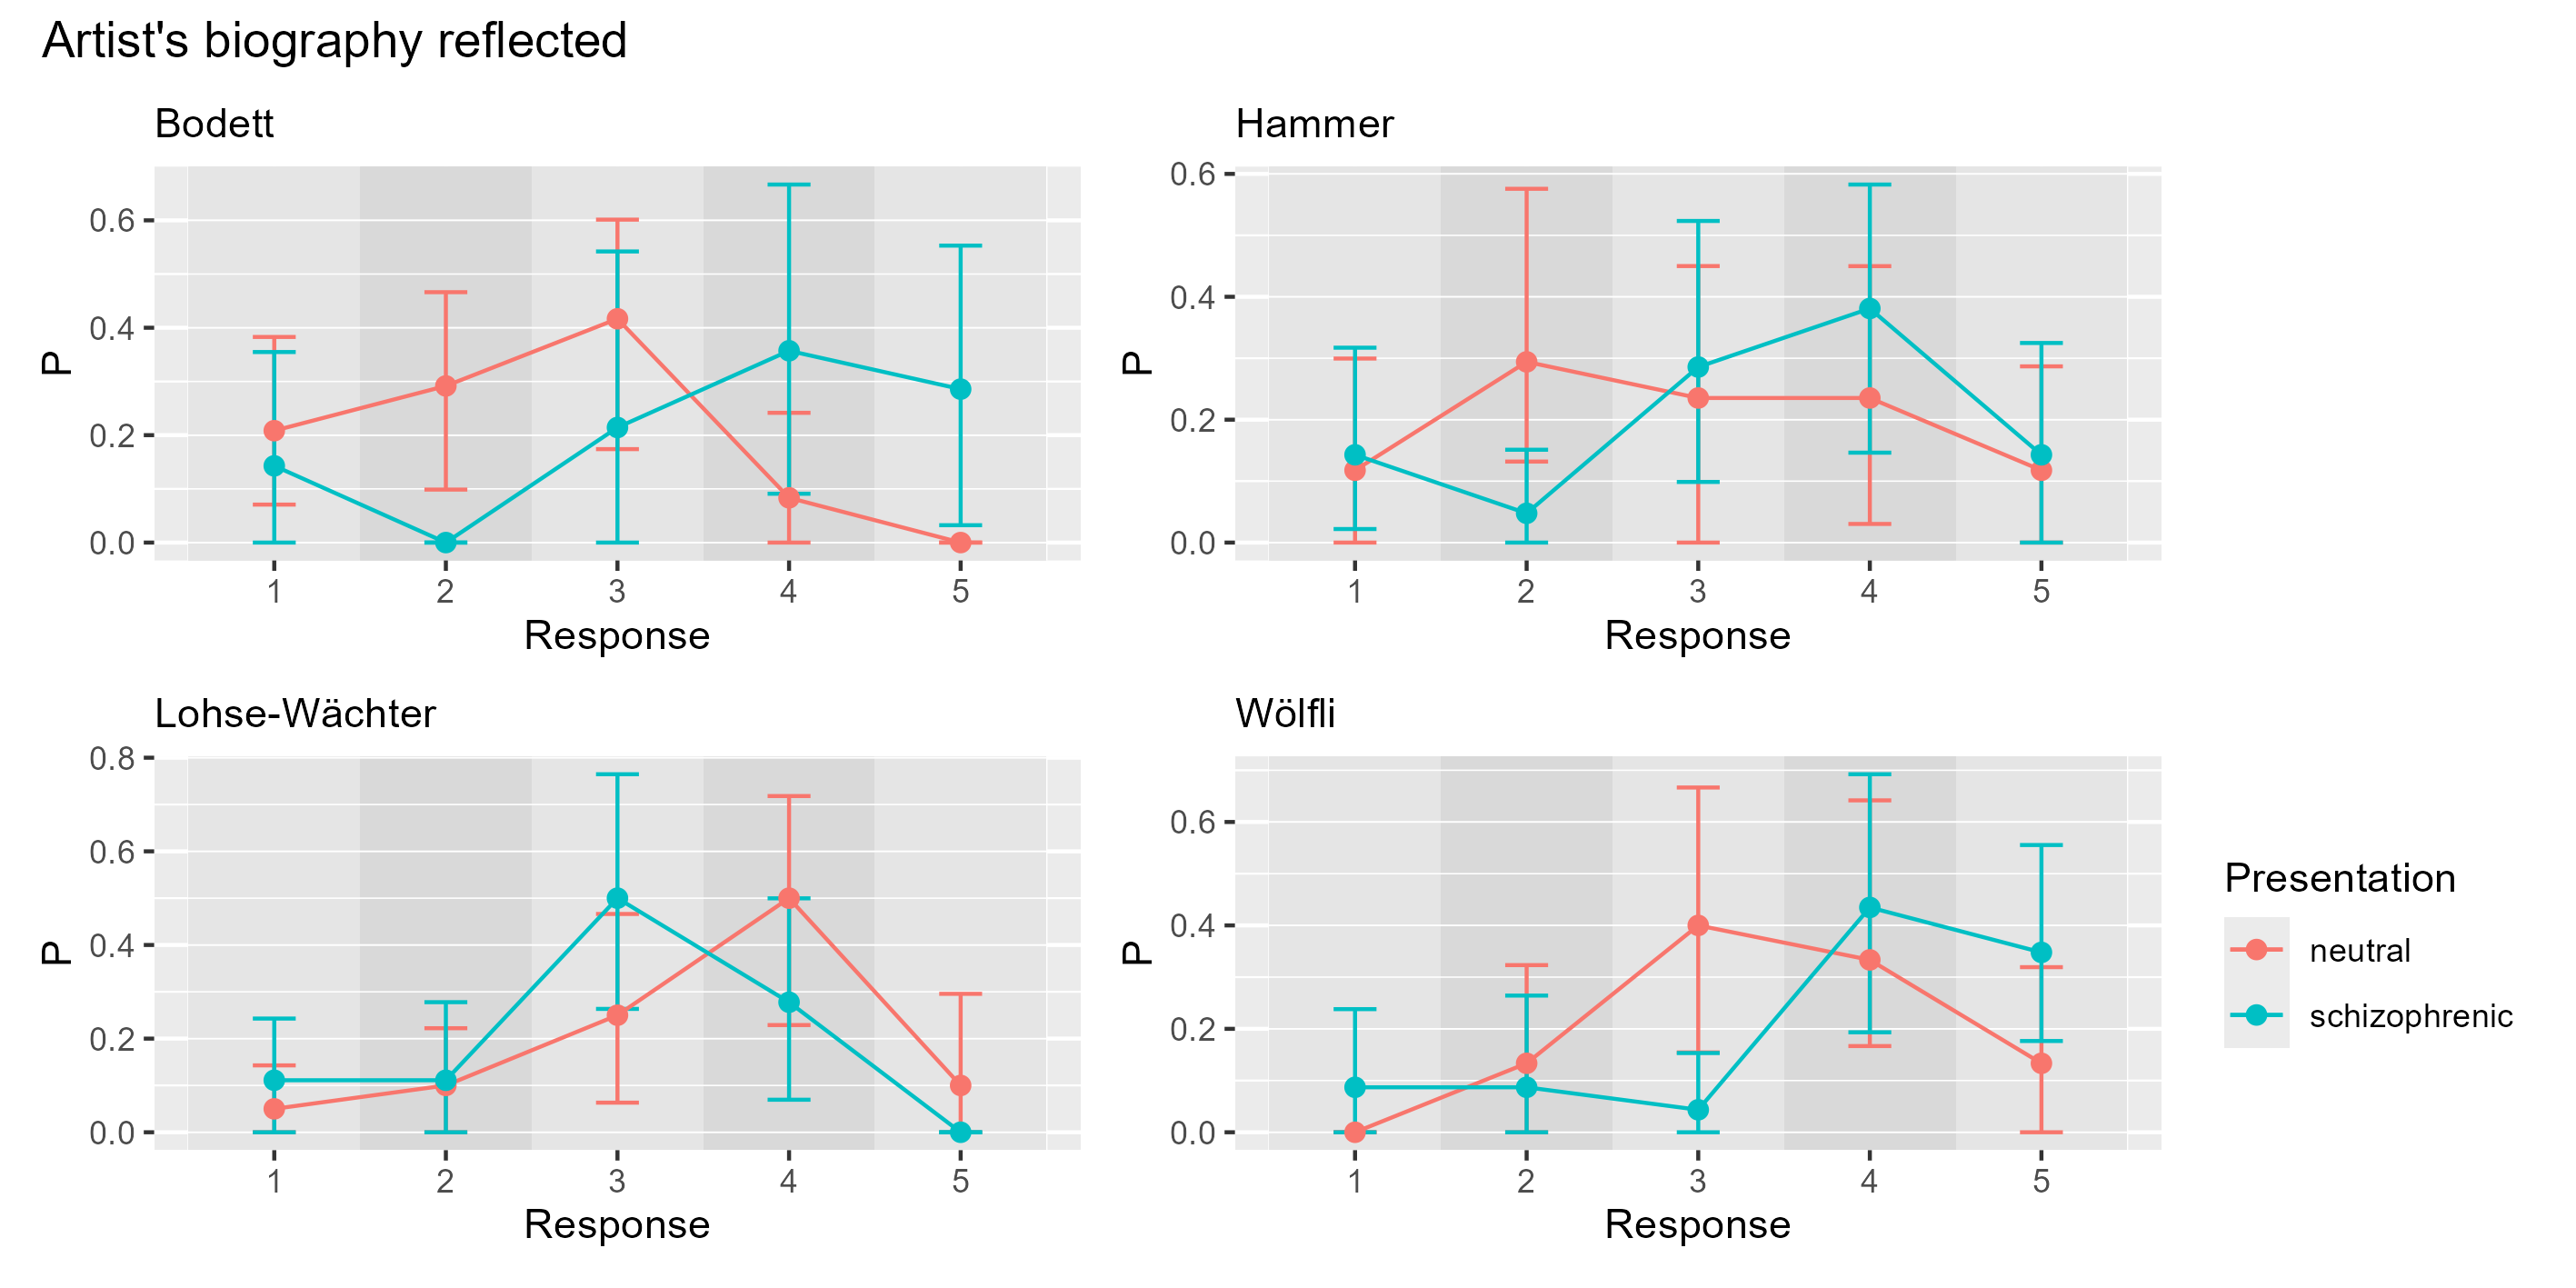 Artist's biography reflected
Bodett
P
0.6
0.4
0.2
0.0
1 2 3 4 5
Response
Hammer
P
0.6
0.4
0.2
0.0
1 2 3 4 5
Response
Lohse-Wächter
P
0.8
0.6
0.4
0.2
0.0
1 2 3 4 5
Response
Wölfli
P
0.6
0.4
0.2
0.0
1 2 3 4 5
Response
Presentation
neutral
schizophrenic